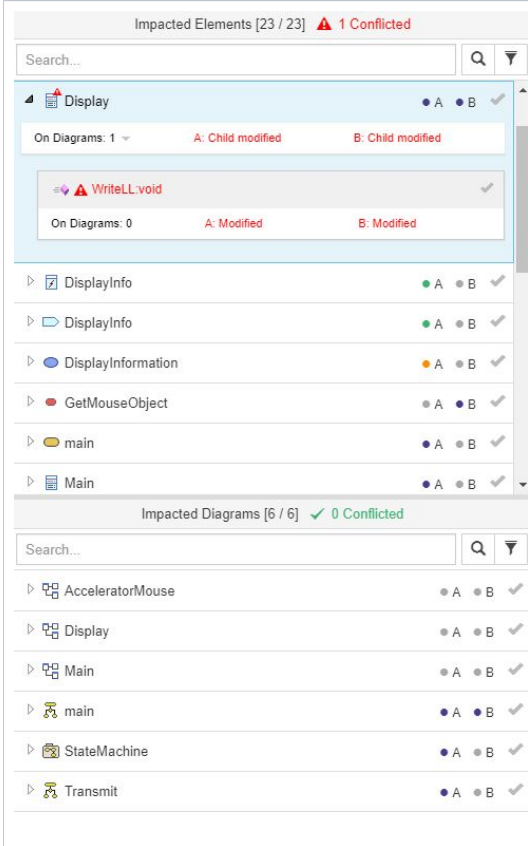 Impacted Elements [23 / 23] 1 Conflicted
Search...
Display A B
On Diagrams: 1 A: Child modified B: Child modified
WriteLL:void
On Diagrams: 0 A: Modified B: Modified
DisplayInfo A B
DisplayInfo A B
DisplayInformation A B
GetMouseObject A B
main A B
Main A B
Impacted Diagrams [6 / 6] 0 Conflicted
Search...
AcceleratorMouse A B
Display A B
Main A B
main A B
StateMachine A B
Transmit A B